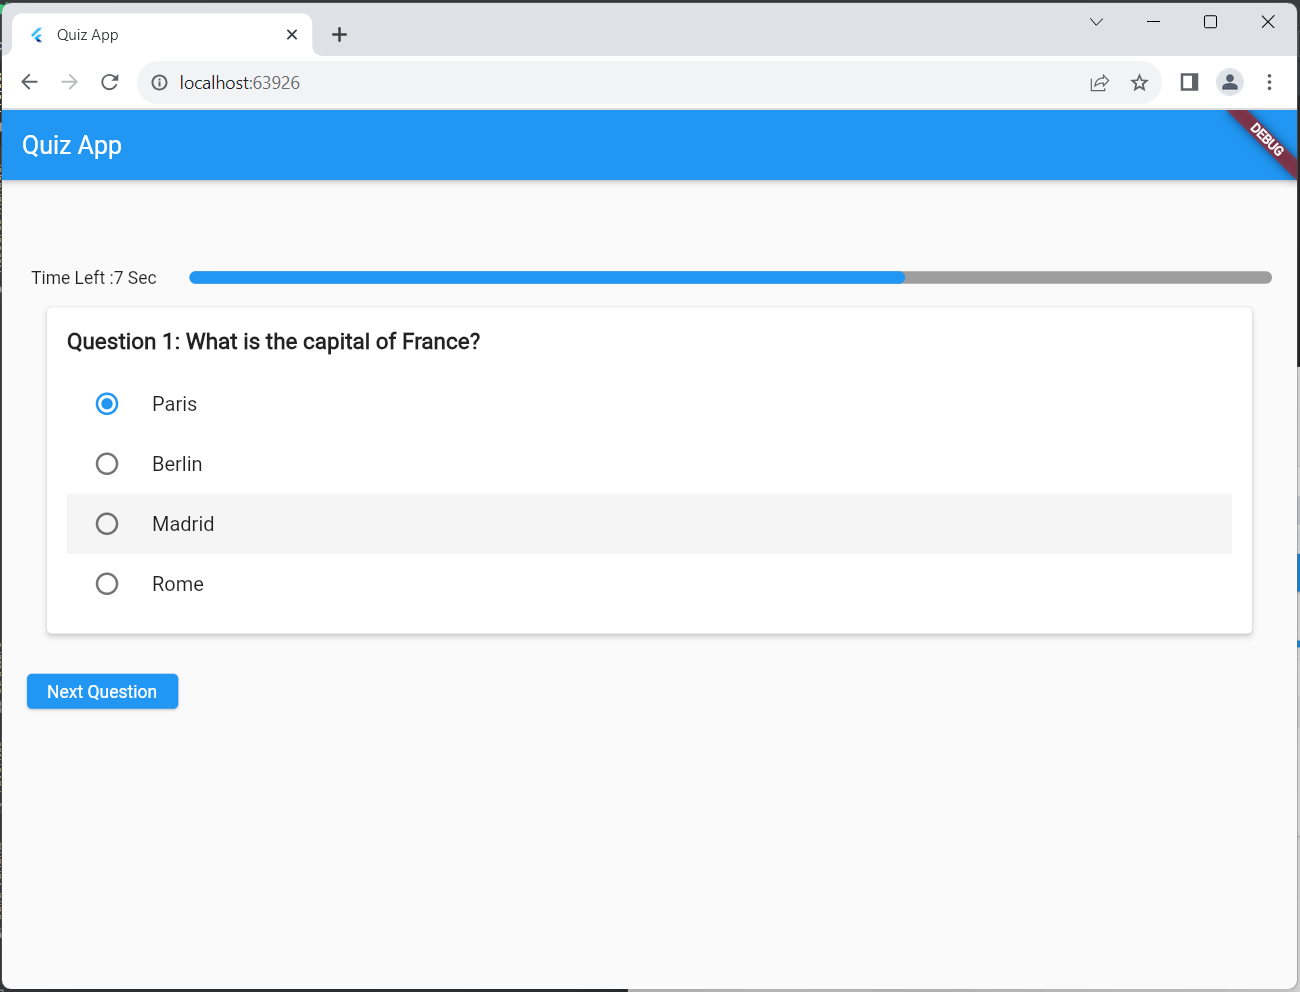 Quiz App
localhost:63926
Quiz App
DEBUG
Time Left :7 Sec
Question 1: What is the capital of France?
Paris
Berlin
Madrid
Rome
Next Question